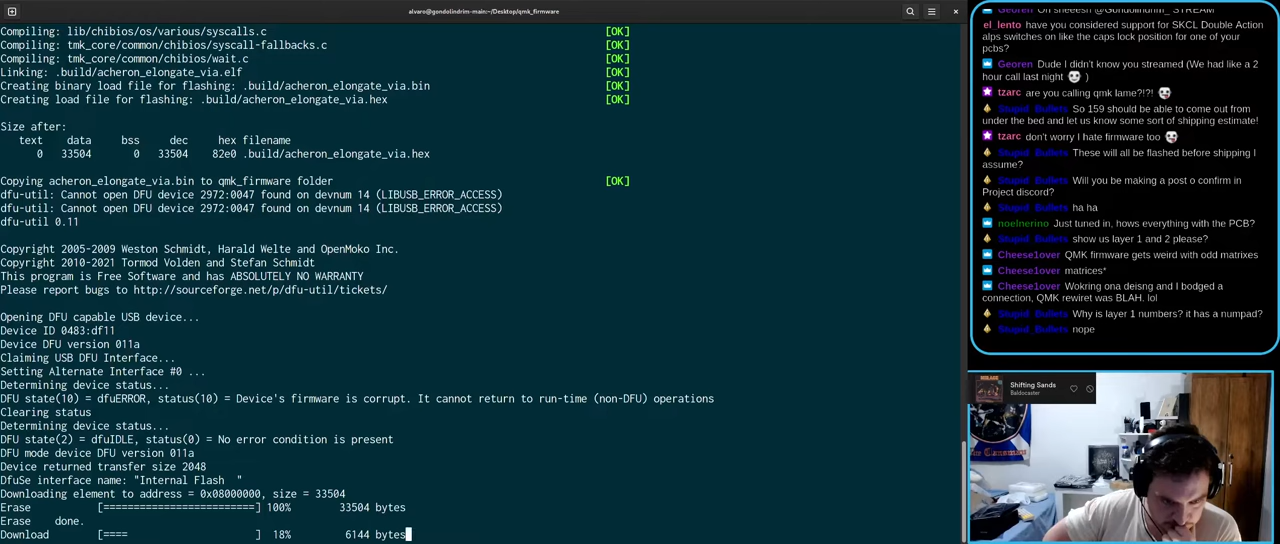 alvaro@gondolindrim-main:~/Desktop/qmk_firmware
Compiling: lib/chibios/os/various/syscalls.c [OK]
Compiling: tmk_core/common/chibios/syscall-fallbacks.c [OK]
Compiling: tmk_core/common/chibios/wait.c [OK]
Linking: .build/acheron_elongate_via.elf [OK]
Creating binary load file for flashing: .build/acheron_elongate_via.bin [OK]
Creating load file for flashing: .build/acheron_elongate_via.hex [OK]
Size after:
text data bss dec hex filename
0 33504 0 33504 82e0 .build/acheron_elongate_via.hex
Copying acheron_elongate_via.bin to qmk_firmware folder [OK]
dfu-util: Cannot open DFU device 2972:0047 found on devnum 14 (LIBUSB_ERROR_ACCESS)
dfu-util: Cannot open DFU device 2972:0047 found on devnum 14 (LIBUSB_ERROR_ACCESS)
dfu-util 0.11
Copyright 2005-2009 Weston Schmidt, Harald Welte and OpenMoko Inc.
Copyright 2010-2021 Tormod Volden and Stefan Schmidt
This program is Free Software and has ABSOLUTELY NO WARRANTY
Please report bugs to http://sourceforge.net/p/dfu-util/tickets/
Opening DFU capable USB device...
Device ID 0483:df11
Device DFU version 011a
Claiming USB DFU Interface...
Setting Alternate Interface #0 ...
Determining device status...
DFU state(10) = dfuERROR, status(10) = Device's firmware is corrupt. It cannot return to run-time (non-DFU) operations
Clearing status
Determining device status...
DFU state(2) = dfuIDLE, status(0) = No error condition is present
DFU mode device DFU version 011a
Device returned transfer size 2048
DfuSe interface name: "Internal Flash  "
Downloading element to address = 0x08000000, size = 33504
Erase [=========================] 100% 33504 bytes
Erase done.
Download [==== ] 18% 6144 bytes
Georen Oh sheeesh @Gondolindrim_ STREAM
el_lento have you considered support for SKCL Double Action
alps switches on like the caps lock position for one of your
pcbs?
Georen Dude I didn't know you streamed (We had like a 2
hour call last night )
tzarc are you calling qmk lame?!?!
Stupid_Bullets So 159 should be able to come out from
under the bed and let us know some sort of shipping estimate!
tzarc don't worry I hate firmware too
Stupid_Bullets These will all be flashed before shipping I
assume?
Stupid_Bullets Will you be making a post o confirm in
Project discord?
Stupid_Bullets ha ha
noelnerino Just tuned in, hows everything with the PCB?
Stupid_Bullets show us layer 1 and 2 please?
Cheese1over QMK firmware gets weird with odd matrixes
Cheese1over matrices*
Cheese1over Wokring ona deisng and I bodged a
connection, QMK rewiret was BLAH. lol
Stupid_Bullets Why is layer 1 numbers? it has a numpad?
Stupid_Bullets nope
Shifting Sands
Baldocaster